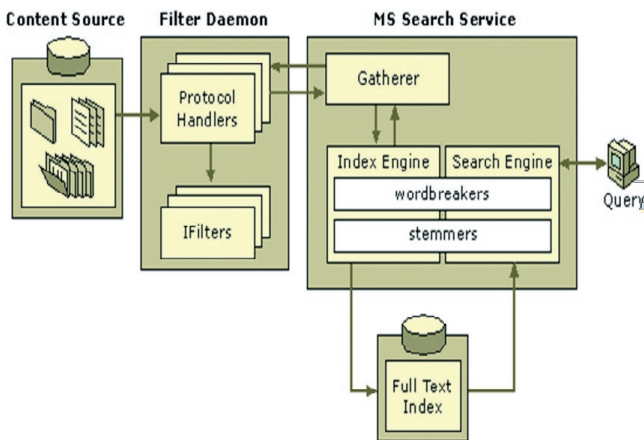 Content Source
Filter Daemon
MS Search Service
Protocol
Handlers
Gatherer
IFilters
Index Engine
Search Engine
wordbreakers
stemmers
Query
Full Text
Index